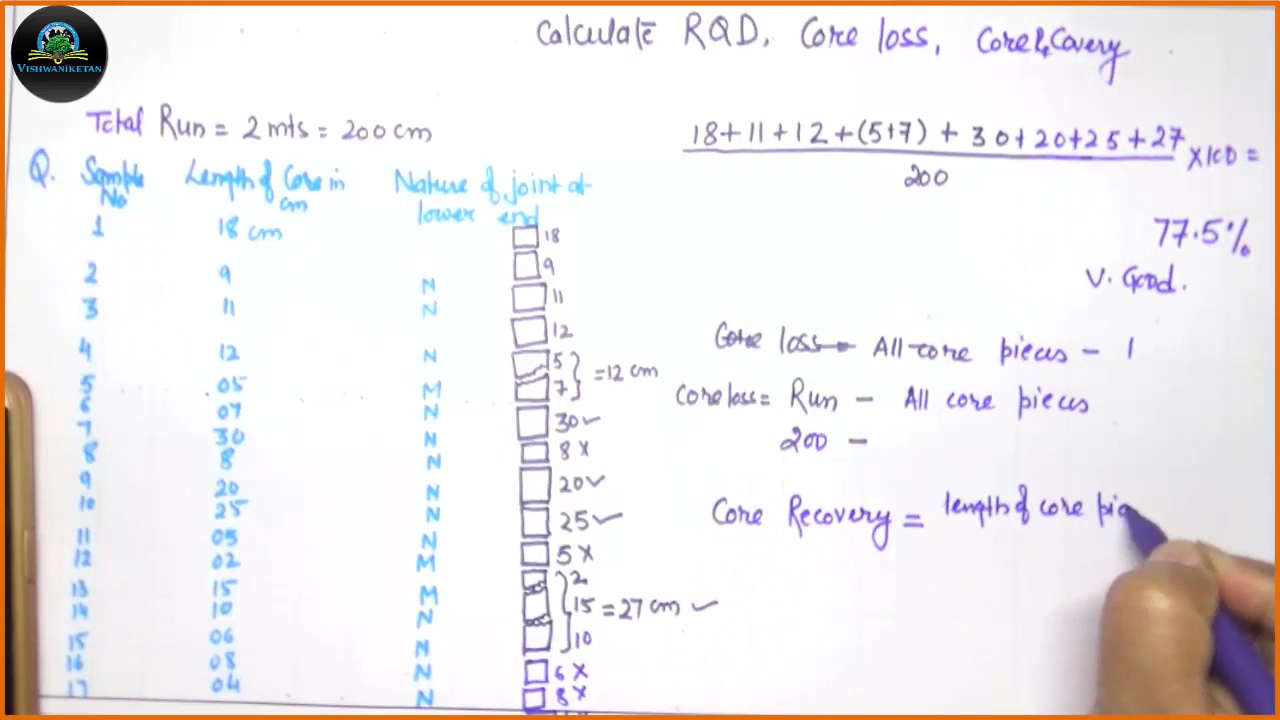 VISHWANIKETAN
Calculate RQD, Core loss, Core Recovery
Total Run = 2 mts = 200 cm
Q. Sample No Length of Core in cm Nature of joint at lower end
1 18 cm
2 9 N
3 11 N
4 12 N
5 05 M
6 07 N
7 30 N
8 8 N
9 20 N
10 25 N
11 05 N
12 02 M
13 15 M
14 10 N
15 06 N
16 08 N
17 04 N
18
9
11
12
5
7 } = 12 cm
30 ✓
8 x
20 ✓
25 ✓
5 x
2
15 = 27 cm ✓
10
6 x
8 x
18 + 11 + 12 + (5+7) + 30 + 20 + 25 + 27 x 100 =
200
77.5%
V. Good.
Core loss = All core pieces - 1
Core loss = Run - All core pieces
200 -
Core Recovery = length of core pie